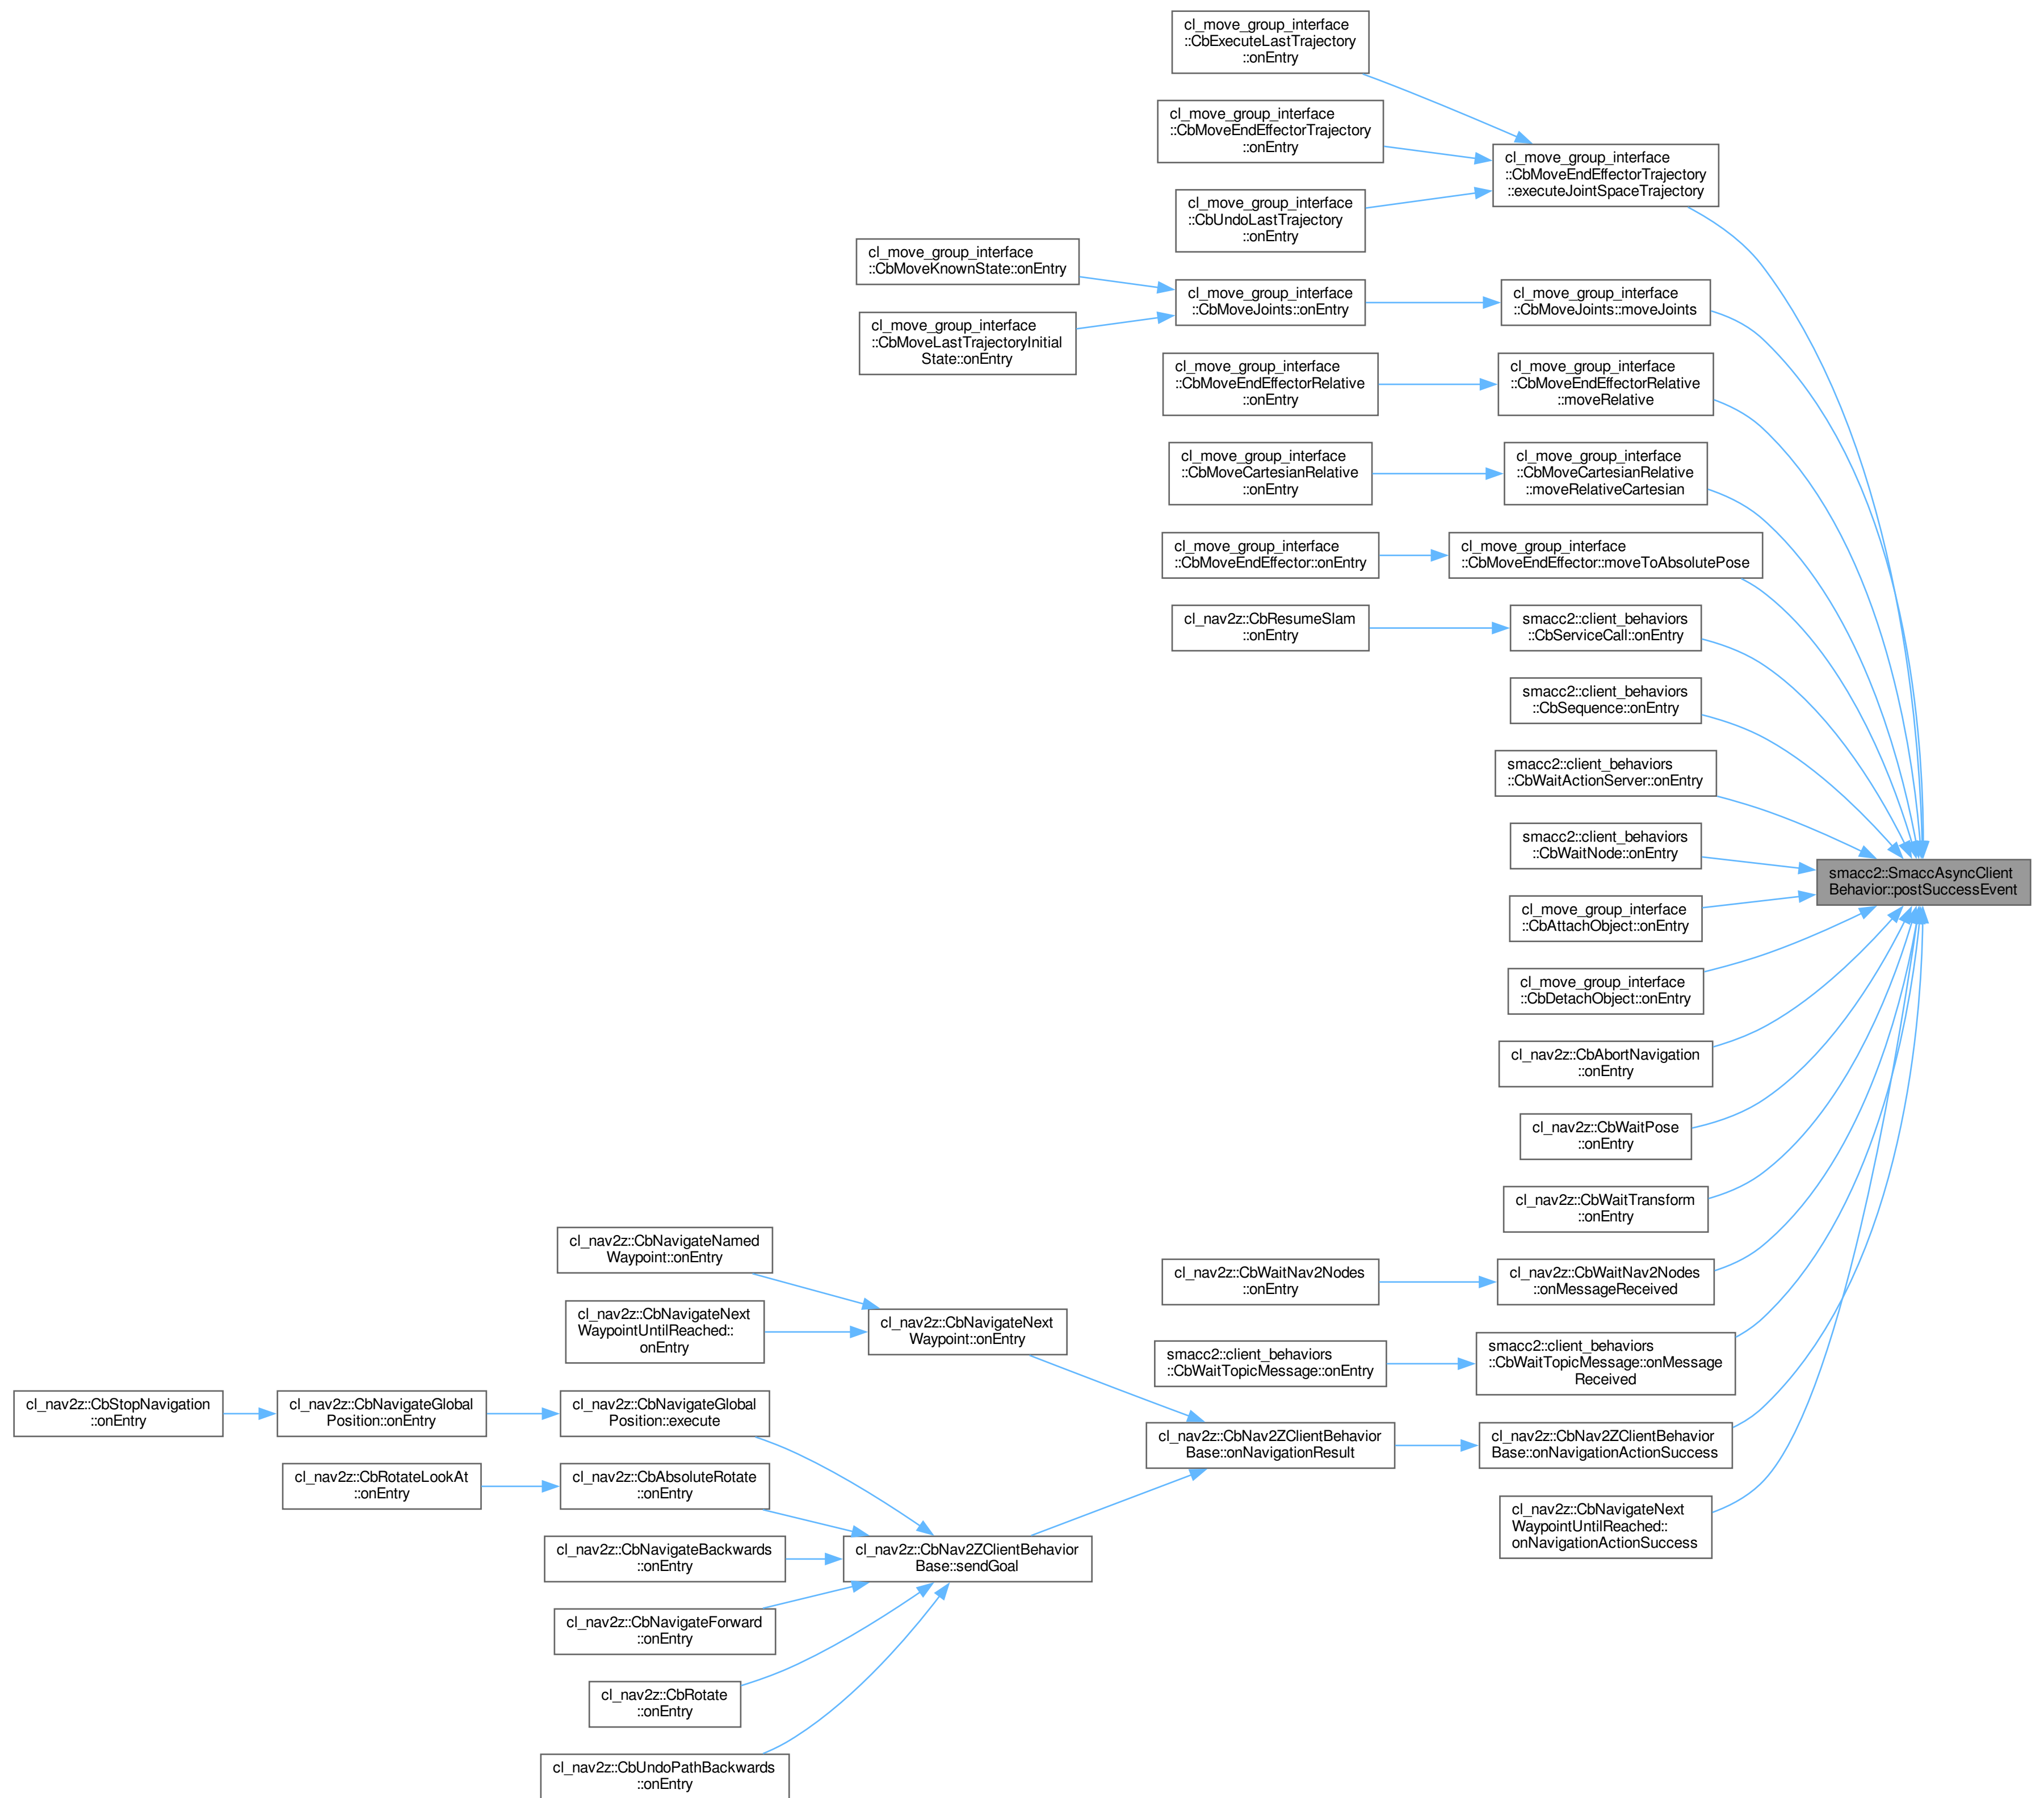 cl_move_group_interface
::CbExecuteLastTrajectory
::onEntry
cl_move_group_interface
::CbMoveEndEffectorTrajectory
::onEntry
cl_move_group_interface
::CbMoveEndEffectorTrajectory
::executeJointSpaceTrajectory
cl_move_group_interface
::CbUndoLastTrajectory
::onEntry
cl_move_group_interface
::CbMoveKnownState::onEntry
cl_move_group_interface
::CbMoveLastTrajectoryInitial
State::onEntry
cl_move_group_interface
::CbMoveJoints::onEntry
cl_move_group_interface
::CbMoveJoints::moveJoints
cl_move_group_interface
::CbMoveEndEffectorRelative
::onEntry
cl_move_group_interface
::CbMoveEndEffectorRelative
::moveRelative
cl_move_group_interface
::CbMoveCartesianRelative
::onEntry
cl_move_group_interface
::CbMoveCartesianRelative
::moveRelativeCartesian
cl_move_group_interface
::CbMoveEndEffector::onEntry
cl_move_group_interface
::CbMoveEndEffector::moveToAbsolutePose
cl_nav2z::CbResumeSlam
::onEntry
smacc2::client_behaviors
::CbServiceCall::onEntry
smacc2::client_behaviors
::CbSequence::onEntry
smacc2::client_behaviors
::CbWaitActionServer::onEntry
smacc2::client_behaviors
::CbWaitNode::onEntry
smacc2::SmaccAsyncClient
Behavior::postSuccessEvent
cl_move_group_interface
::CbAttachObject::onEntry
cl_move_group_interface
::CbDetachObject::onEntry
cl_nav2z::CbAbortNavigation
::onEntry
cl_nav2z::CbWaitPose
::onEntry
cl_nav2z::CbWaitTransform
::onEntry
cl_nav2z::CbWaitNav2Nodes
::onEntry
cl_nav2z::CbWaitNav2Nodes
::onMessageReceived
smacc2::client_behaviors
::CbWaitTopicMessage::onEntry
smacc2::client_behaviors
::CbWaitTopicMessage::onMessage
Received
cl_nav2z::CbNavigateNamed
Waypoint::onEntry
cl_nav2z::CbNavigateNext
WaypointUntilReached::
onEntry
cl_nav2z::CbNavigateNext
Waypoint::onEntry
cl_nav2z::CbStopNavigation
::onEntry
cl_nav2z::CbNavigateGlobal
Position::onEntry
cl_nav2z::CbNavigateGlobal
Position::execute
cl_nav2z::CbNav2ZClientBehavior
Base::onNavigationResult
cl_nav2z::CbNav2ZClientBehavior
Base::onNavigationActionSuccess
cl_nav2z::CbRotateLookAt
::onEntry
cl_nav2z::CbAbsoluteRotate
::onEntry
cl_nav2z::CbNavigateNext
WaypointUntilReached::
onNavigationActionSuccess
cl_nav2z::CbNavigateBackwards
::onEntry
cl_nav2z::CbNav2ZClientBehavior
Base::sendGoal
cl_nav2z::CbNavigateForward
::onEntry
cl_nav2z::CbRotate
::onEntry
cl_nav2z::CbUndoPathBackwards
::onEntry